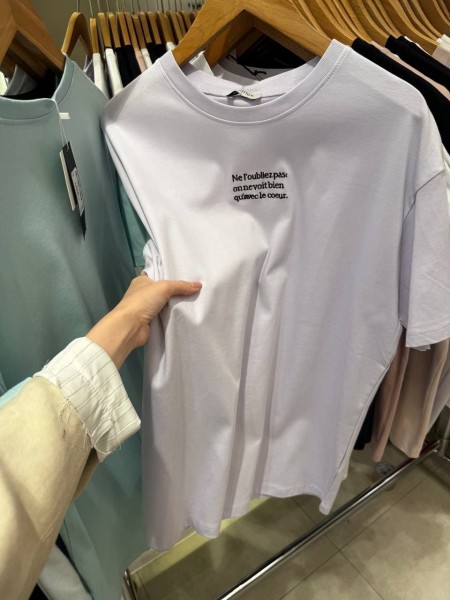 Ne l'oubliez pas:
on ne voit bien
qu'avec le coeur.